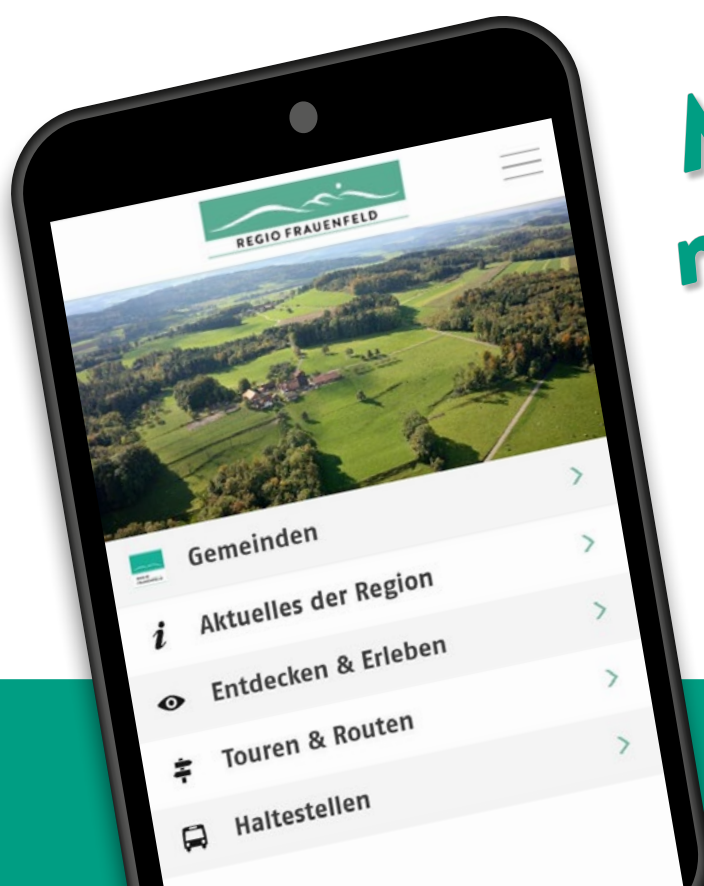 REGIO FRAUENFELD
Gemeinden
Aktuelles der Region
Entdecken & Erleben
Touren & Routen
Haltestellen